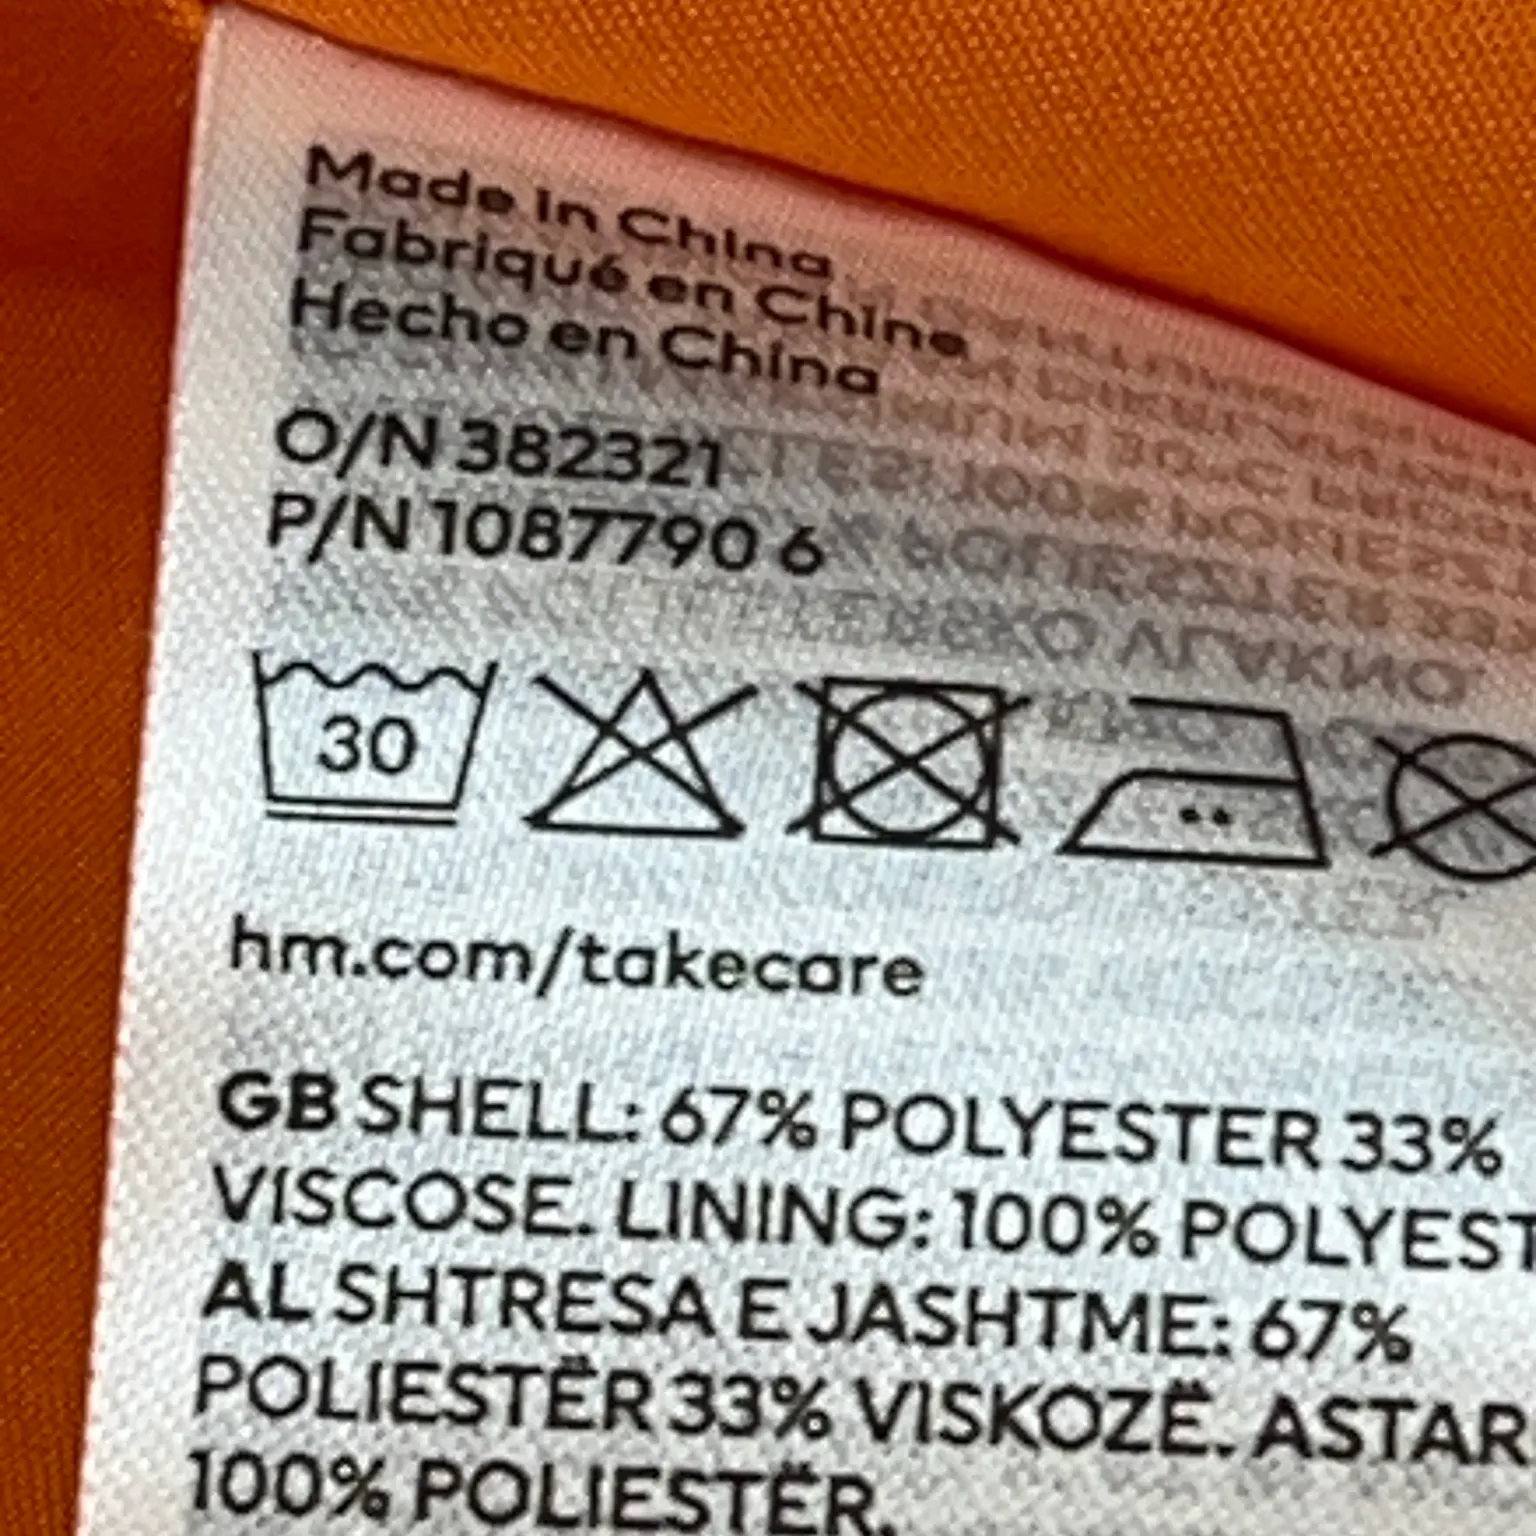 Made in China
Fabriqué en Chine
Hecho en China
O/N 382321
P/N 1087790 6
30
hm.com/takecare
GB SHELL: 67% POLYESTER 33%
VISCOSE. LINING: 100% POLYEST
AL SHTRESA E JASHTME: 67%
POLIESTËR 33% VISKOZË. ASTAR
100% POLIESTËR.